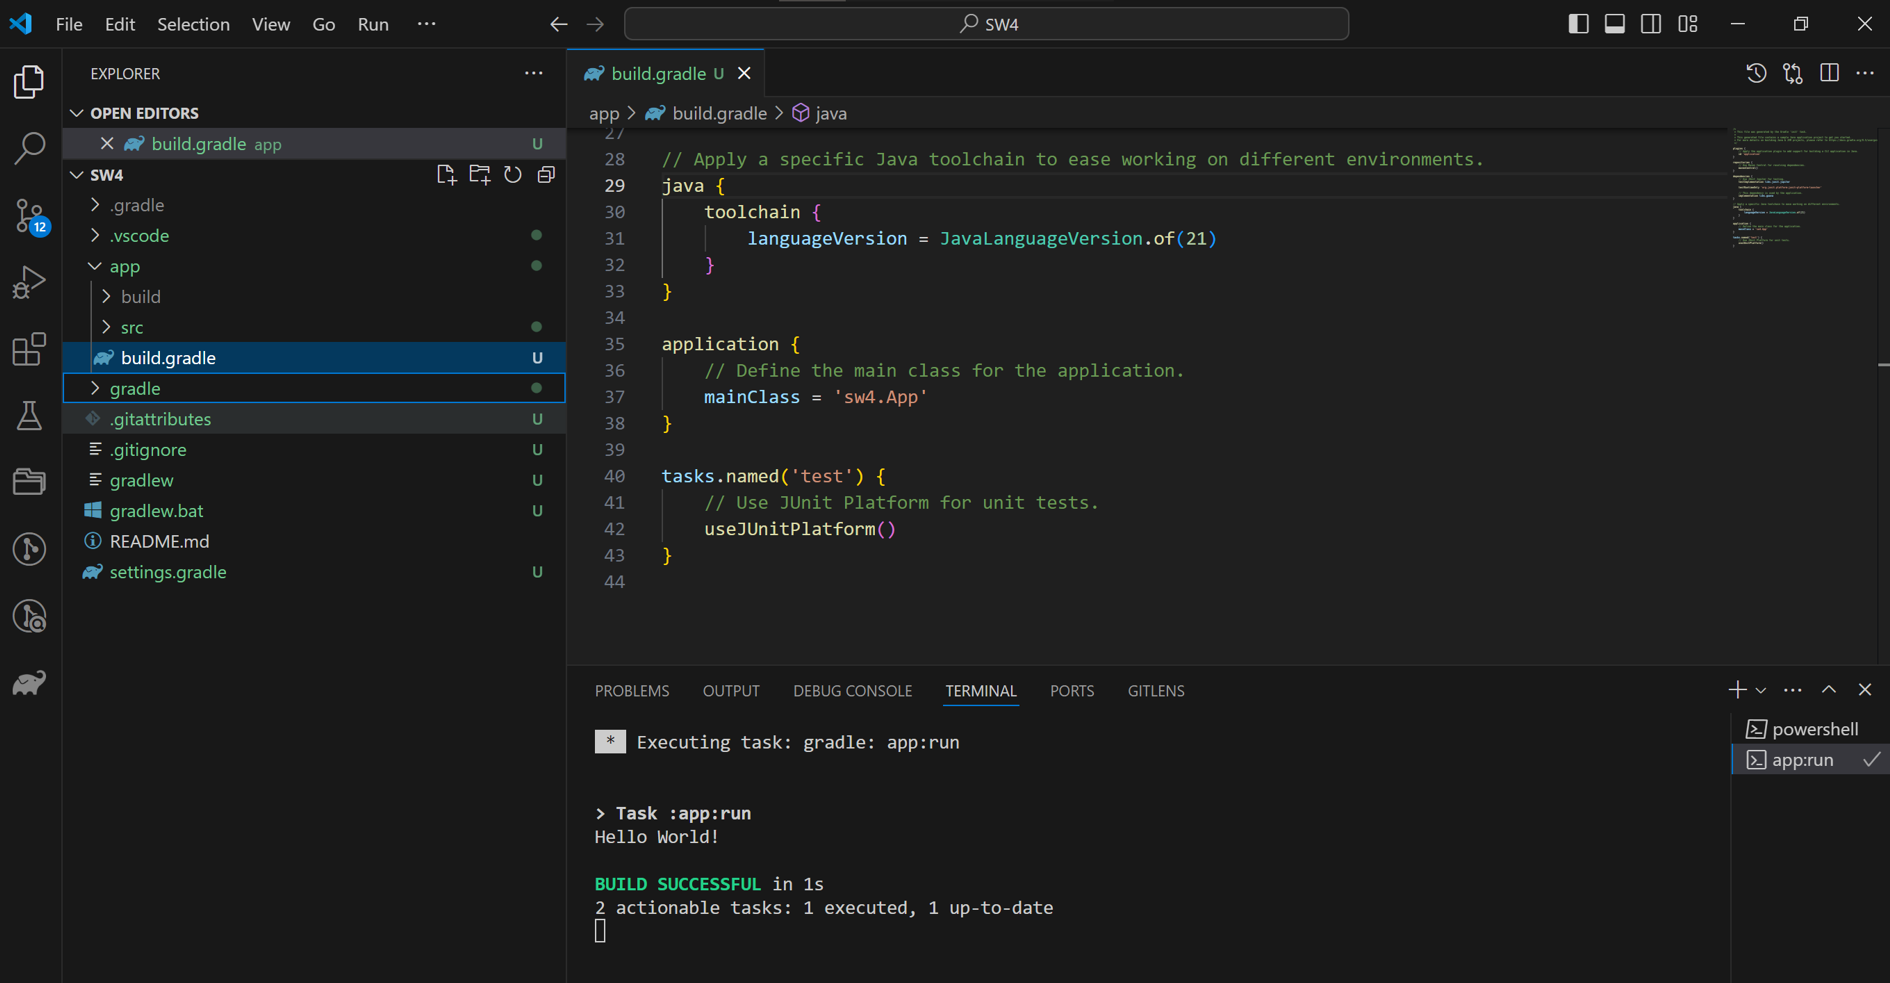 File Edit Selection View Go Run ···
SW4
EXPLORER
OPEN EDITORS
build.gradle app U
SW4
.gradle
.vscode
app
build
src
build.gradle U
gradle
.gitattributes U
.gitignore U
gradlew U
gradlew.bat U
README.md
settings.gradle U
12
build.gradle U
app > build.gradle > java
27
28 // Apply a specific Java toolchain to ease working on different environments.
29 java {
30 toolchain {
31 languageVersion = JavaLanguageVersion.of(21)
32 }
33 }
34
35 application {
36 // Define the main class for the application.
37 mainClass = 'sw4.App'
38 }
39
40 tasks.named('test') {
41 // Use JUnit Platform for unit tests.
42 useJUnitPlatform()
43 }
44
PROBLEMS OUTPUT DEBUG CONSOLE TERMINAL PORTS GITLENS
* Executing task: gradle: app:run
> Task :app:run
Hello World!
BUILD SUCCESSFUL in 1s
2 actionable tasks: 1 executed, 1 up-to-date
powershell
app:run